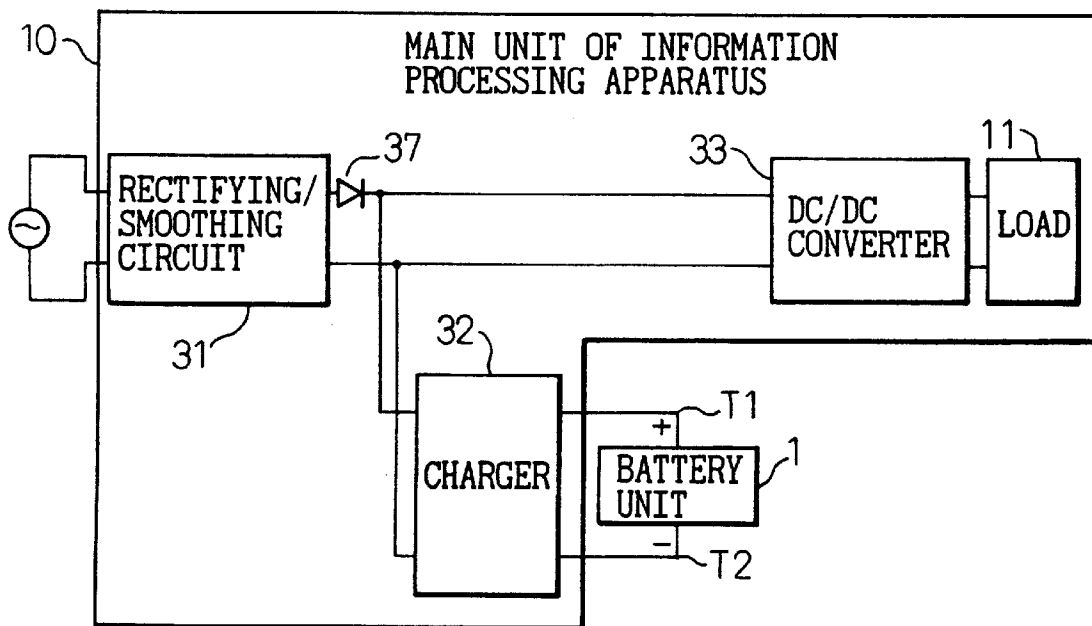 10
MAIN UNIT OF INFORMATION
PROCESSING APPARATUS
37
33
11
RECTIFYING/
SMOOTHING
CIRCUIT
DC/DC
CONVERTER
LOAD
31
32
T1
+
CHARGER
BATTERY
UNIT
1
−
T2